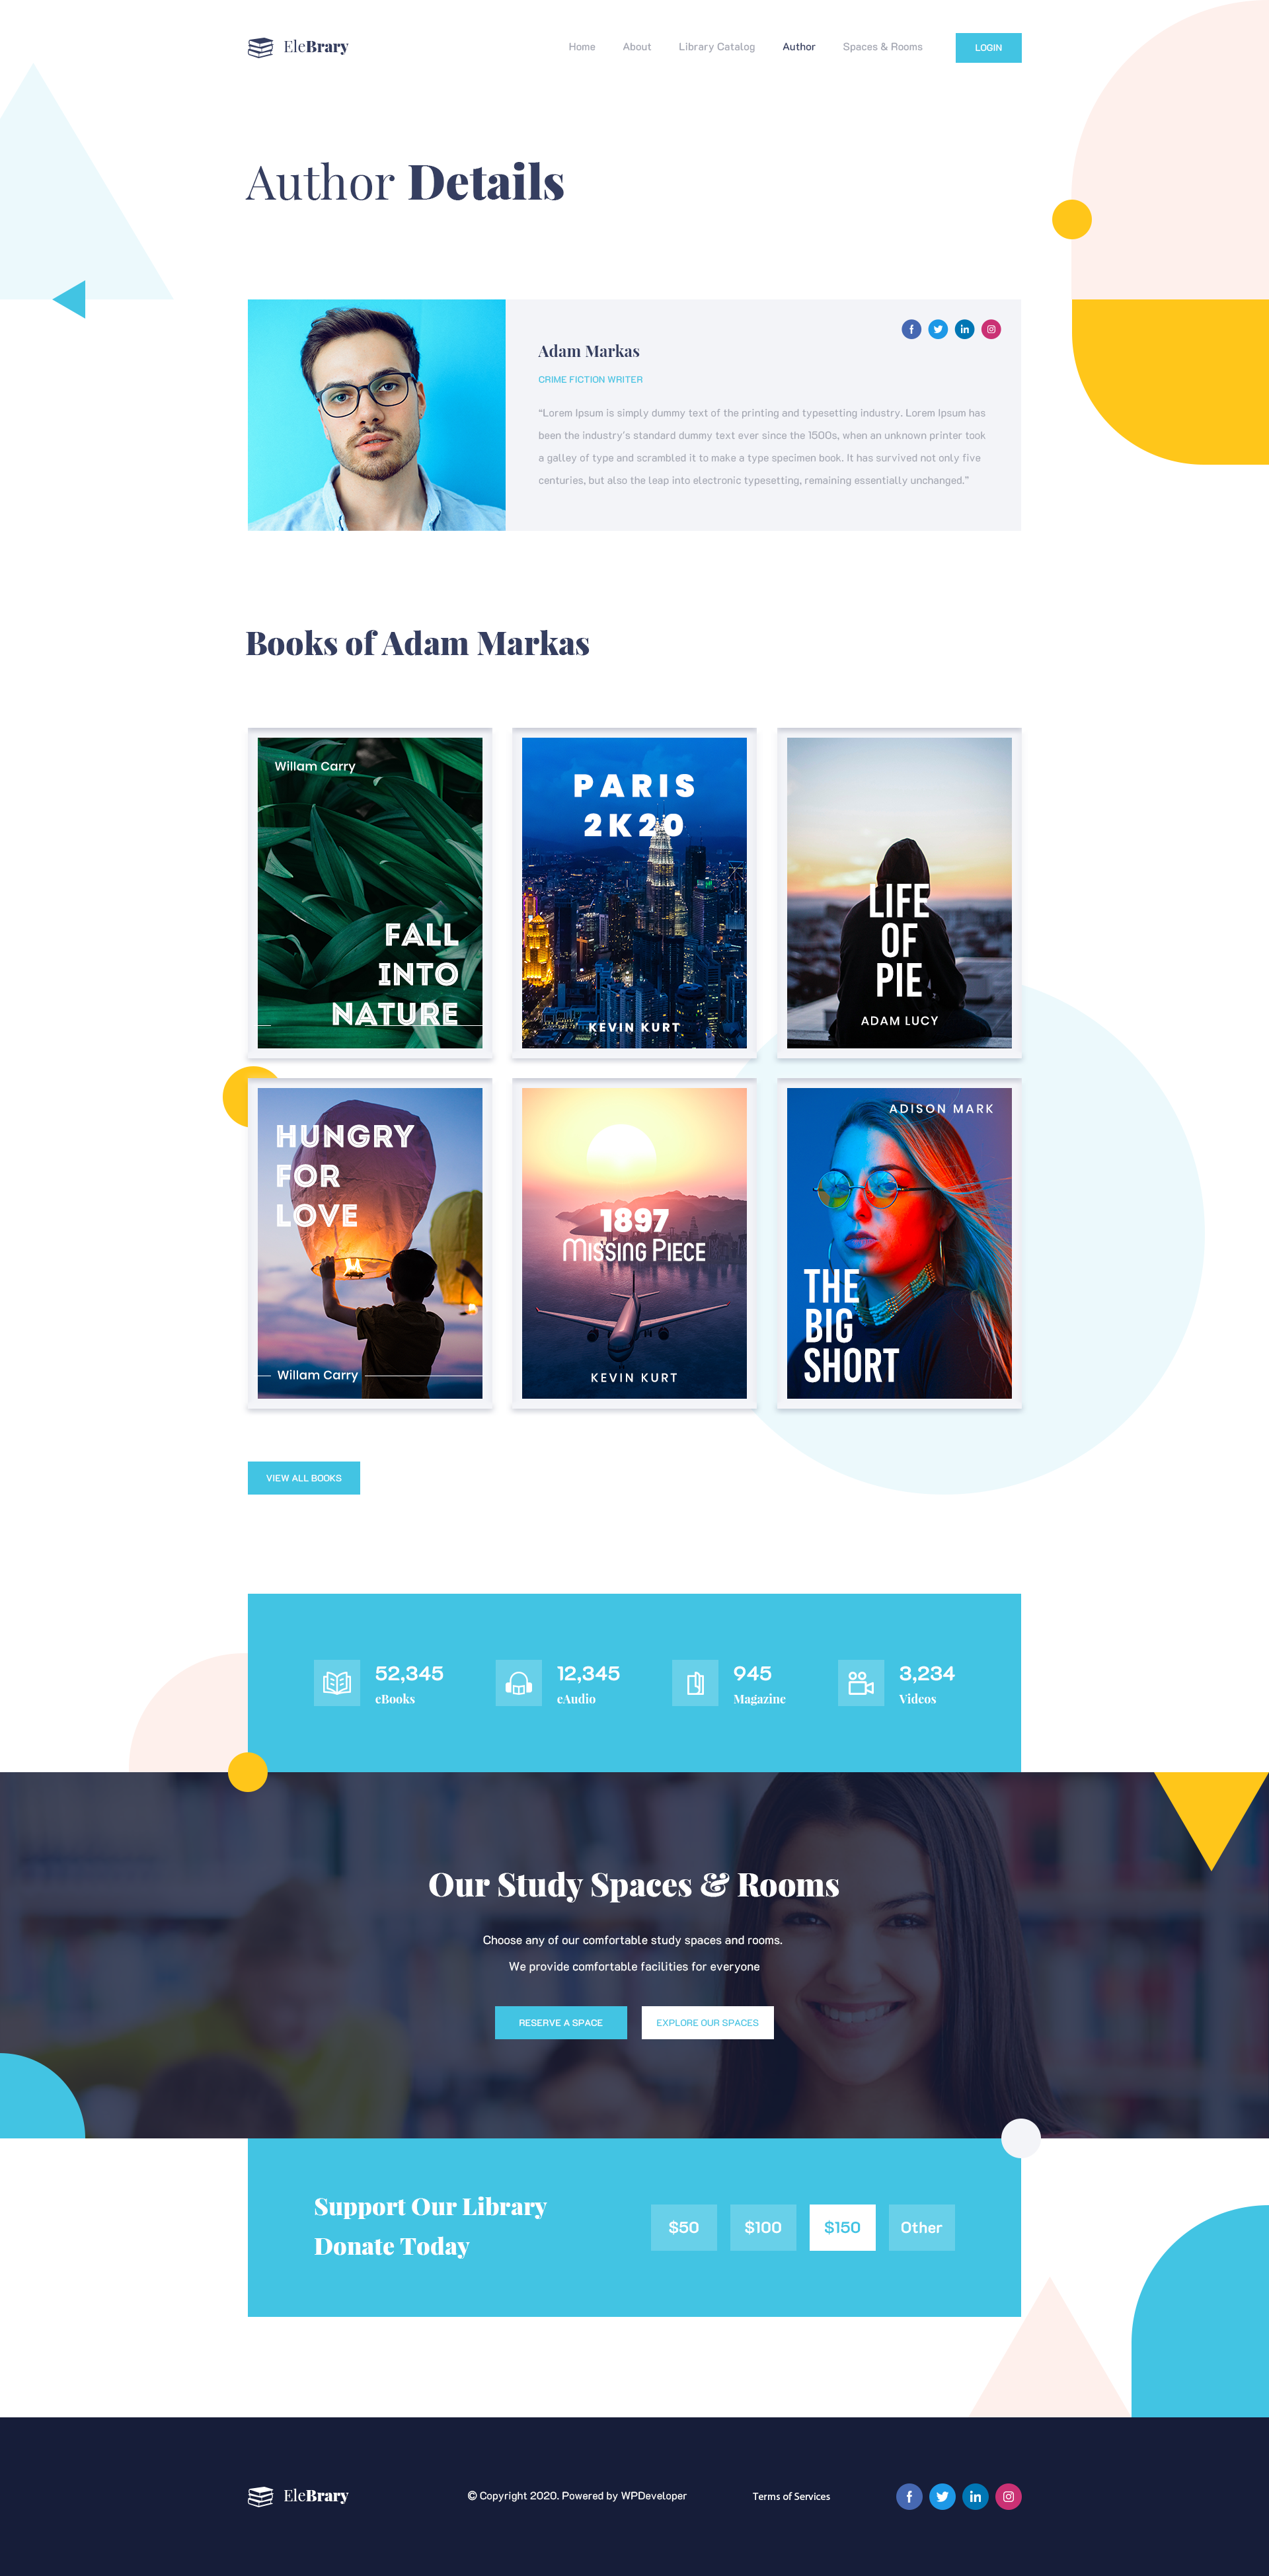 EleBrary
Home
About
Library Catalog
Author
Spaces & Rooms
LOGIN
Author Details
Adam Markas
CRIME FICTION WRITER
“Lorem Ipsum is simply dummy text of the printing and typesetting industry. Lorem Ipsum has
been the industry's standard dummy text ever since the 1500s, when an unknown printer took
a galley of type and scrambled it to make a type specimen book. It has survived not only five
centuries, but also the leap into electronic typesetting, remaining essentially unchanged.”
Books of Adam Markas
Willam Carry
FALL
INTO
NATURE
PARIS
2K20
KEVIN KURT
LIFE
OF
PIE
ADAM LUCY
HUNGRY
FOR
LOVE
Willam Carry
1897
MISSING PIECE
KEVIN KURT
ADISON MARK
THE
BIG
SHORT
VIEW ALL BOOKS
52,345
eBooks
12,345
eAudio
945
Magazine
3,234
Videos
Our Study Spaces & Rooms
Choose any of our comfortable study spaces and rooms.
We provide comfortable facilities for everyone
RESERVE A SPACE
EXPLORE OUR SPACES
Support Our Library
Donate Today
$50
$100
$150
Other
EleBrary
© Copyright 2020. Powered by WPDeveloper
Terms of Services